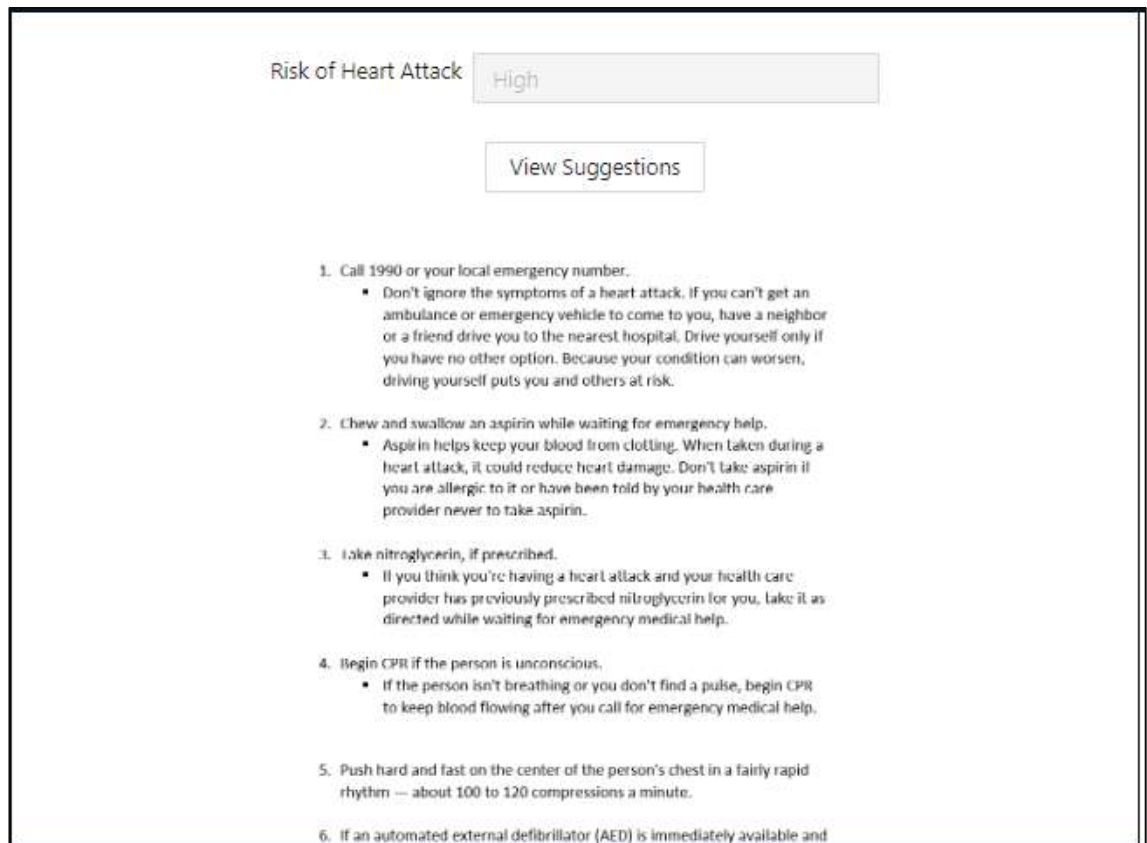 Risk of Heart Attack High
View Suggestions
1. Call 1990 or your local emergency number.
▪ Don't ignore the symptoms of a heart attack. If you can't get an
ambulance or emergency vehicle to come to you, have a neighbor
or a friend drive you to the nearest hospital. Drive yourself only if
you have no other option. Because your condition can worsen,
driving yourself puts you and others at risk.
2. Chew and swallow an aspirin while waiting for emergency help.
▪ Aspirin helps keep your blood from clotting. When taken during a
heart attack, it could reduce heart damage. Don't take aspirin if
you are allergic to it or have been told by your health care
provider never to take aspirin.
3. Take nitroglycerin, if prescribed.
▪ If you think you're having a heart attack and your health care
provider has previously prescribed nitroglycerin for you, take it as
directed while waiting for emergency medical help.
4. Begin CPR if the person is unconscious.
▪ If the person isn't breathing or you don't find a pulse, begin CPR
to keep blood flowing after you call for emergency medical help.
5. Push hard and fast on the center of the person's chest in a fairly rapid
rhythm — about 100 to 120 compressions a minute.
6. If an automated external defibrillator (AED) is immediately available and